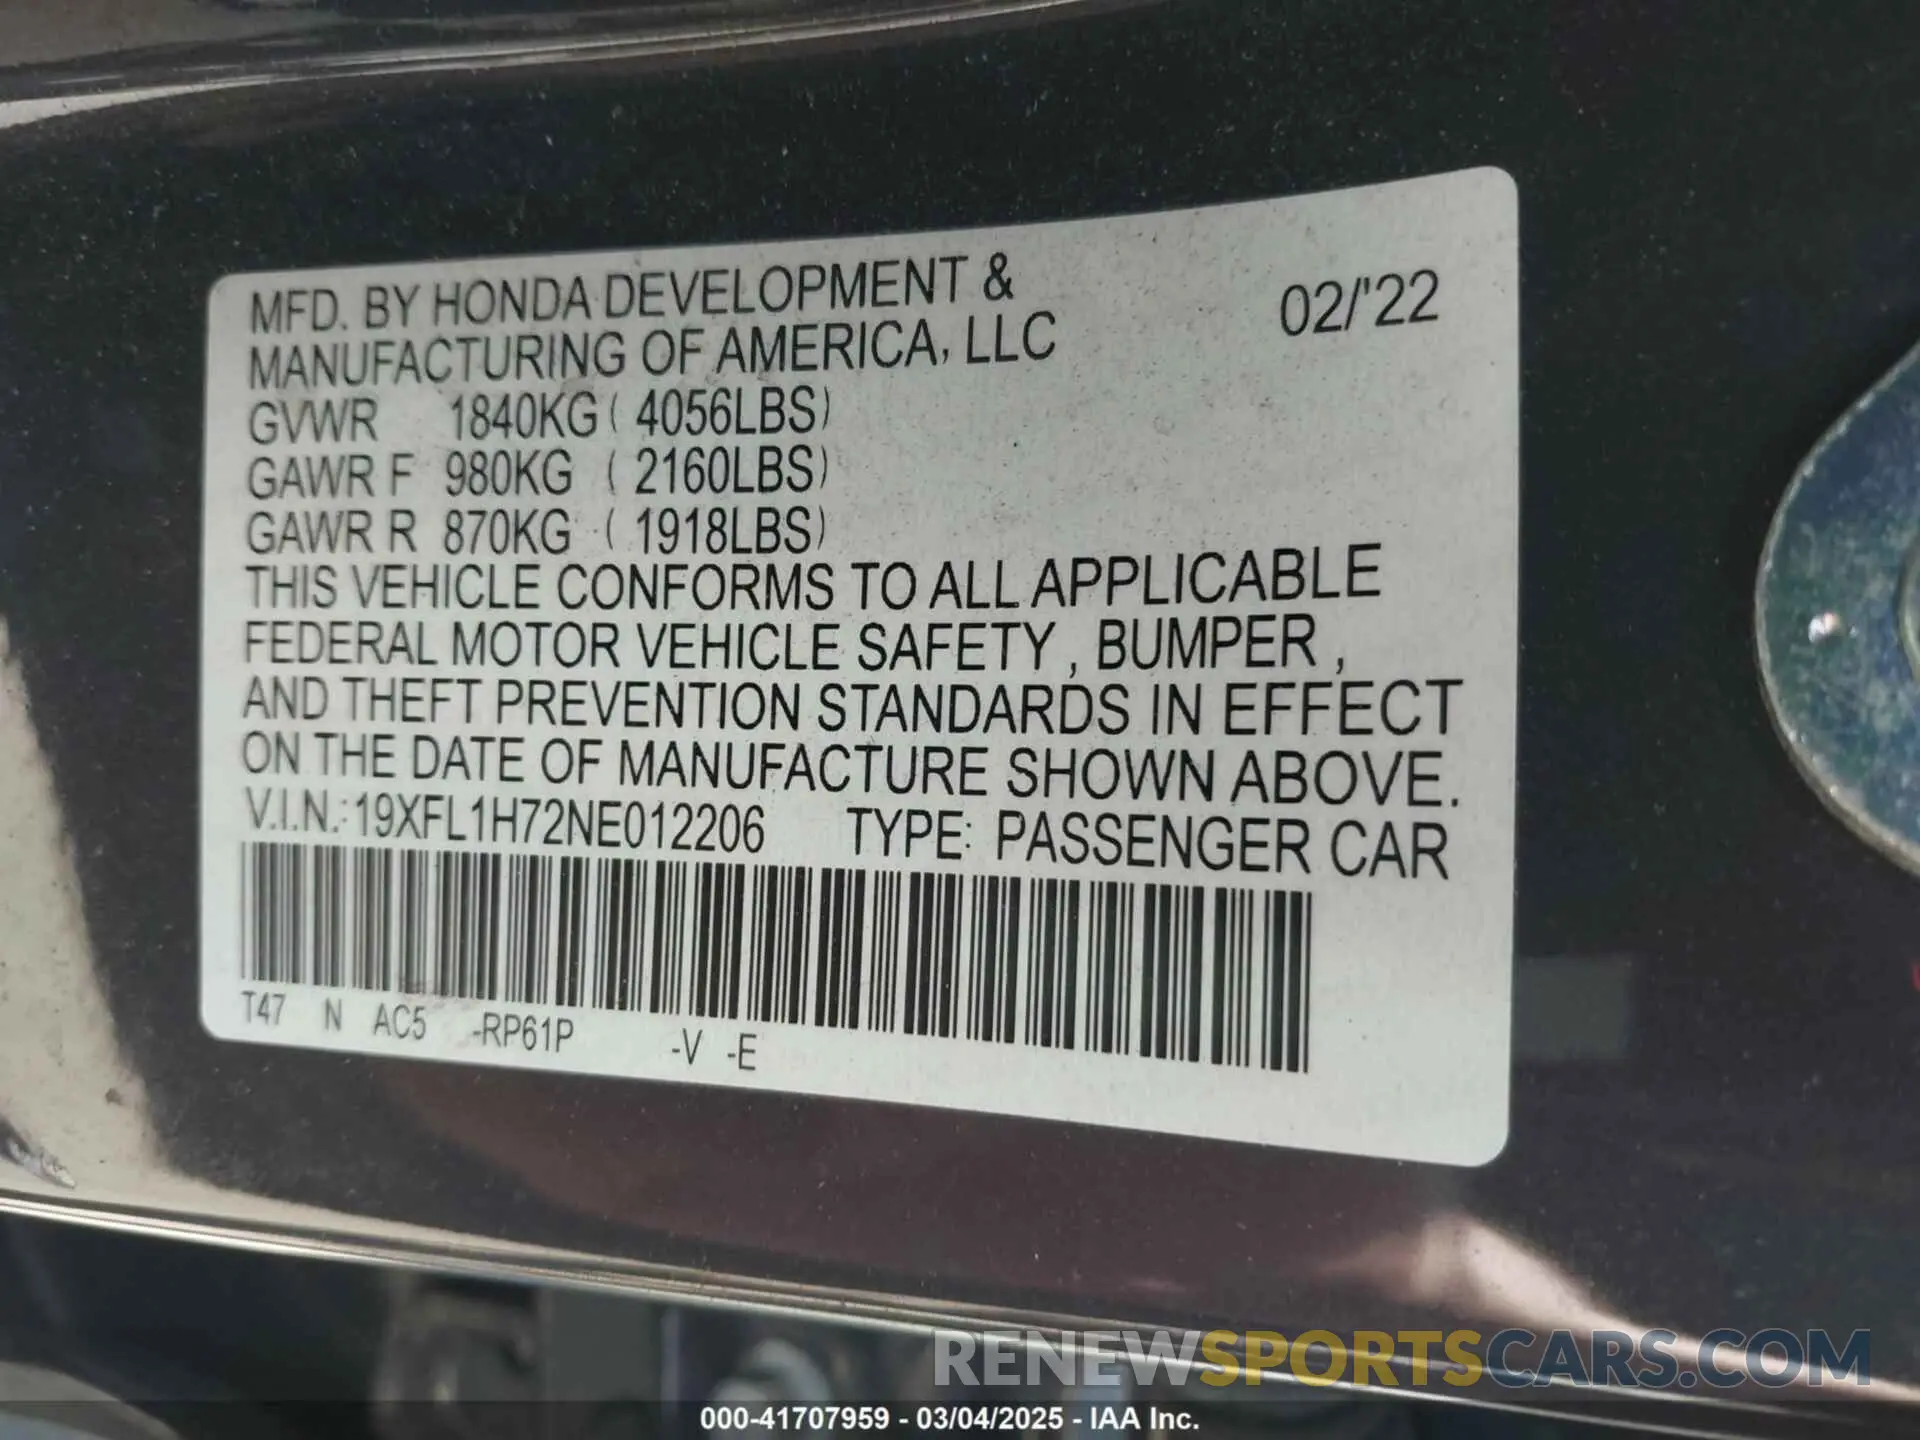 MFD. BY HONDA DEVELOPMENT &
MANUFACTURING OF AMERICA, LLC
02/'22
GVWR 1840KG ( 4056LBS)
GAWR F 980KG ( 2160LBS)
GAWR R 870KG ( 1918LBS)
THIS VEHICLE CONFORMS TO ALL APPLICABLE
FEDERAL MOTOR VEHICLE SAFETY , BUMPER ,
AND THEFT PREVENTION STANDARDS IN EFFECT
ON THE DATE OF MANUFACTURE SHOWN ABOVE.
V.I.N.: 19XFL1H72NE012206 TYPE: PASSENGER CAR
T47 N AC5 -RP61P -V -E
RENEWSPORTSCARS.COM
000-41707959 - 03/04/2025 - IAA Inc.